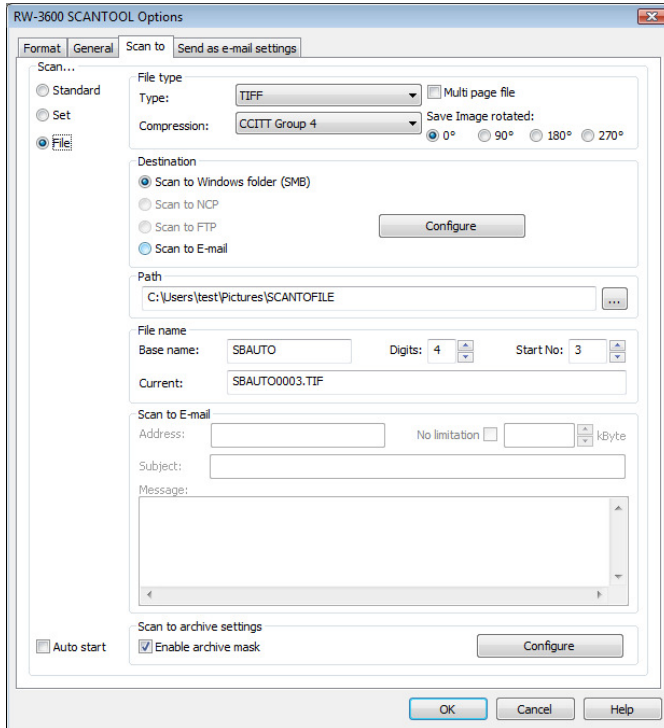 RW-3600 SCANTOOL Options
Format General Scan to Send as e-mail settings
Scan...
Standard
Set
File
File type
Type: TIFF Multi page file
Compression: CCITT Group 4
Save Image rotated:
0° 90° 180° 270°
Destination
Scan to Windows folder (SMB)
Scan to NCP
Scan to FTP
Configure
Scan to E-mail
Path
C:\Users\test\Pictures\SCANTOFILE ...
File name
Base name: SBAUTO Digits: 4 Start No: 3
Current: SBAUTO0003.TIF
Scan to E-mail
Address: No limitation kByte
Subject:
Message:
Scan to archive settings
Auto start Enable archive mask Configure
OK Cancel Help